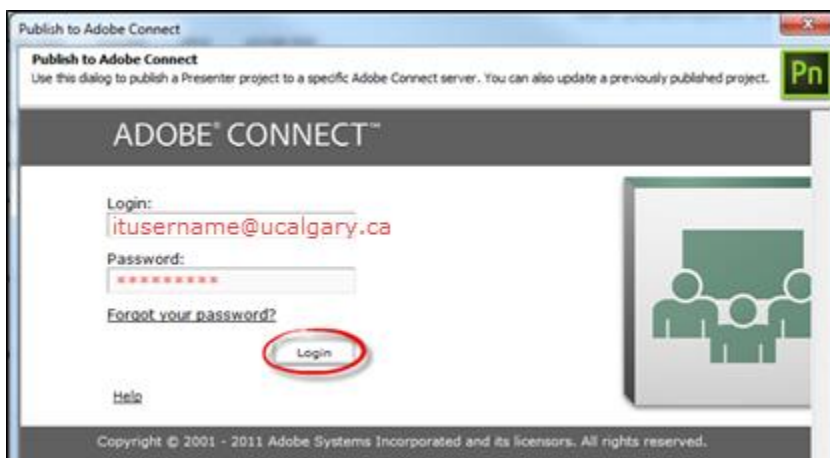 Publish to Adobe Connect
Publish to Adobe Connect
Use this dialog to publish a Presenter project to a specific Adobe Connect server. You can also update a previously published project.
Pn
ADOBE® CONNECT™
Login:
itusername@ucalgary.ca
Password:
*********
Forgot your password?
Login
Help
Copyright © 2001 - 2011 Adobe Systems Incorporated and its licensors. All rights reserved.